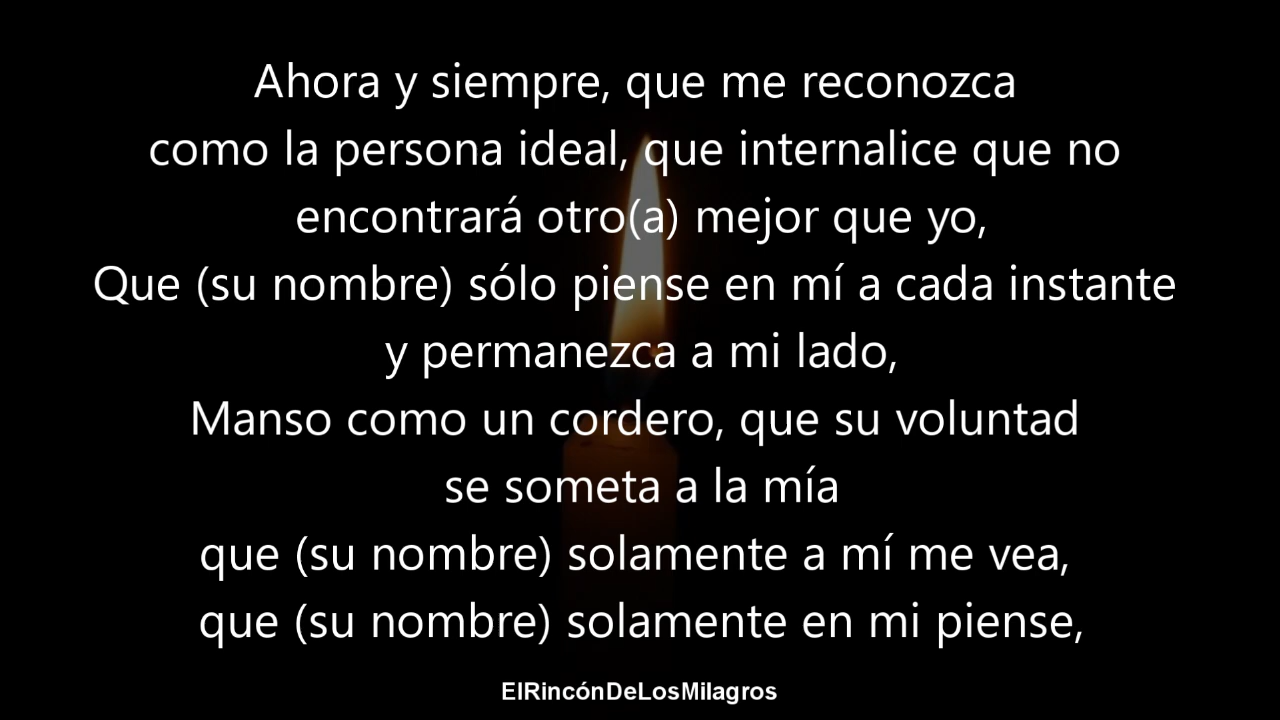 Ahora y siempre, que me reconozca
como la persona ideal, que internalice que no
encontrará otro(a) mejor que yo,
Que (su nombre) sólo piense en mí a cada instante
y permanezca a mi lado,
Manso como un cordero, que su voluntad
se someta a la mía
que (su nombre) solamente a mí me vea,
que (su nombre) solamente en mi piense,
ElRincónDeLosMilagros